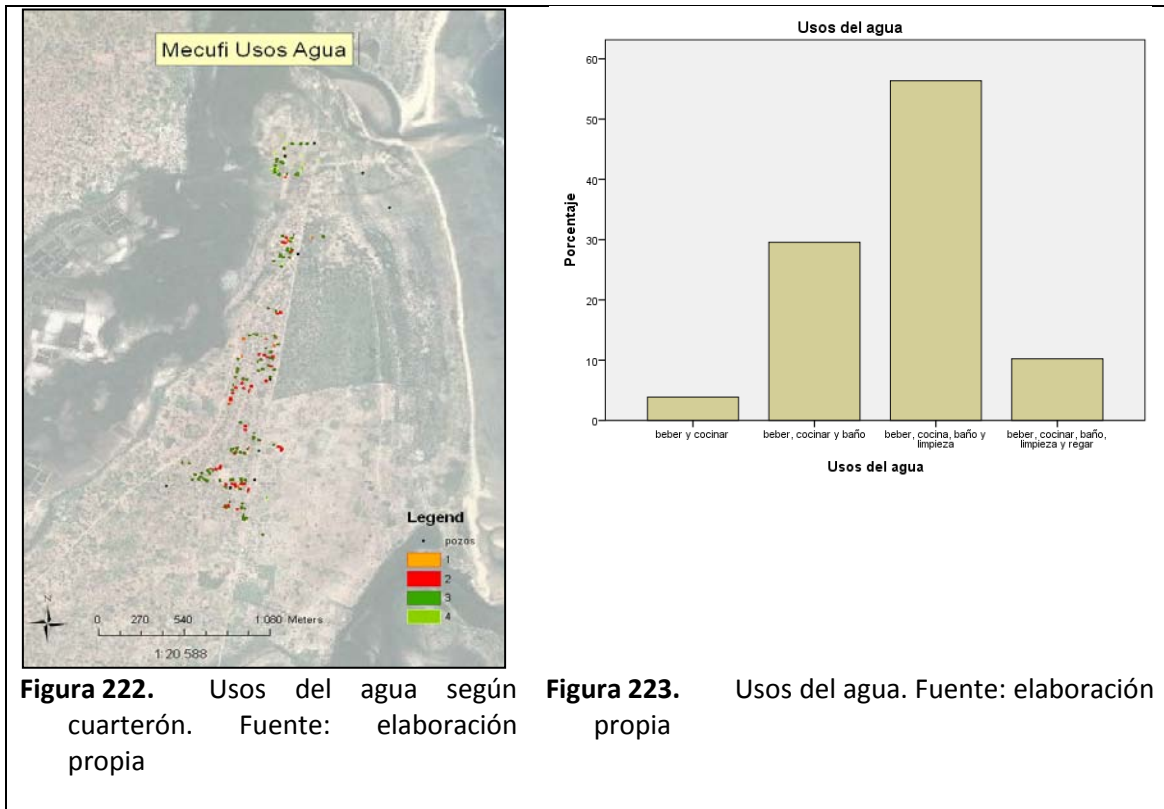 Mecufi Usos Agua
Legend
pozos
1
2
3
4
N
0 270 540 1.080 Meters
1:20.588
Figura 222. Usos del agua según
cuarterón. Fuente: elaboración
propia
Usos del agua
Porcentaje
60
50
40
30
20
10
0
beber y cocinar
beber, cocinar y baño
beber, cocina, baño y
limpieza
beber, cocinar, baño,
limpieza y regar
Usos del agua
Figura 223. Usos del agua. Fuente: elaboración
propia